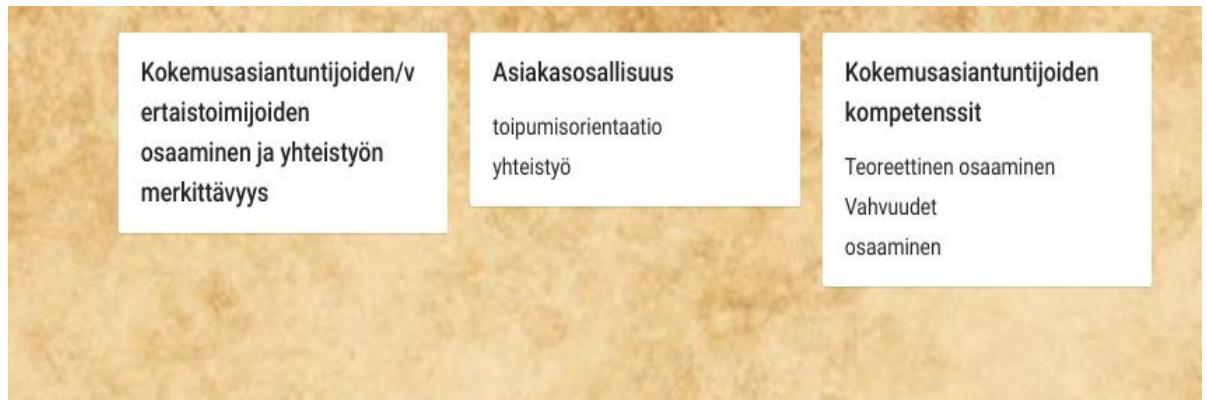 Kokemusasiantuntijoiden/v
ertaistoimijoiden
osaaminen ja yhteistyön
merkittävyys
Asiakasosallisuus
toipumisorientaatio
yhteistyö
Kokemusasiantuntijoiden
kompetenssit
Teoreettinen osaaminen
Vahvuudet
osaaminen